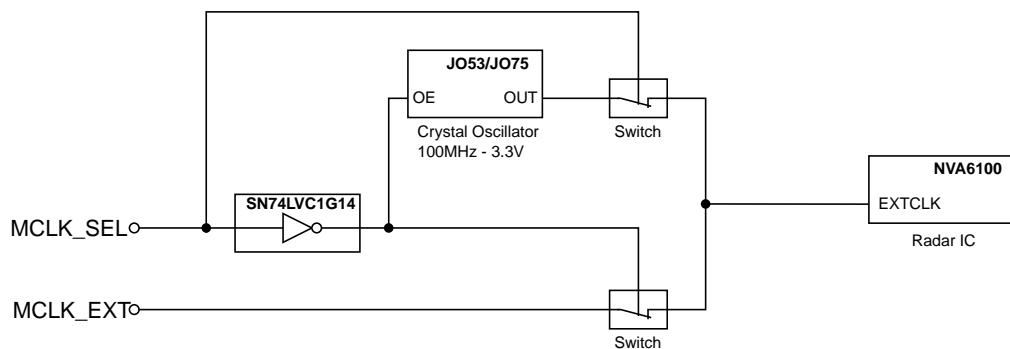 JO53/JO75
OE OUT
Crystal Oscillator
100MHz - 3.3V
Switch
NVA6100
EXTCLK
Radar IC
SN74LVC1G14
MCLK_SEL
MCLK_EXT
Switch